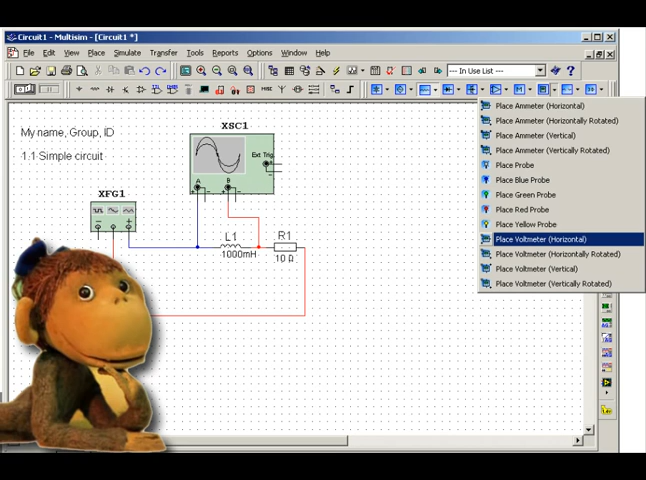 Circuit1 - Multisim - [Circuit1 *]
File Edit View Place Simulate Transfer Tools Reports Options Window Help
--- In Use List ---
My name, Group, ID
1.1 Simple circuit
XSC1
Ext Trig
A B
XFG1
L1
1000mH
R1
10 Ω
Place Ammeter (Horizontal)
Place Ammeter (Horizontally Rotated)
Place Ammeter (Vertical)
Place Ammeter (Vertically Rotated)
Place Probe
Place Blue Probe
Place Green Probe
Place Red Probe
Place Yellow Probe
Place Voltmeter (Horizontal)
Place Voltmeter (Horizontally Rotated)
Place Voltmeter (Vertical)
Place Voltmeter (Vertically Rotated)